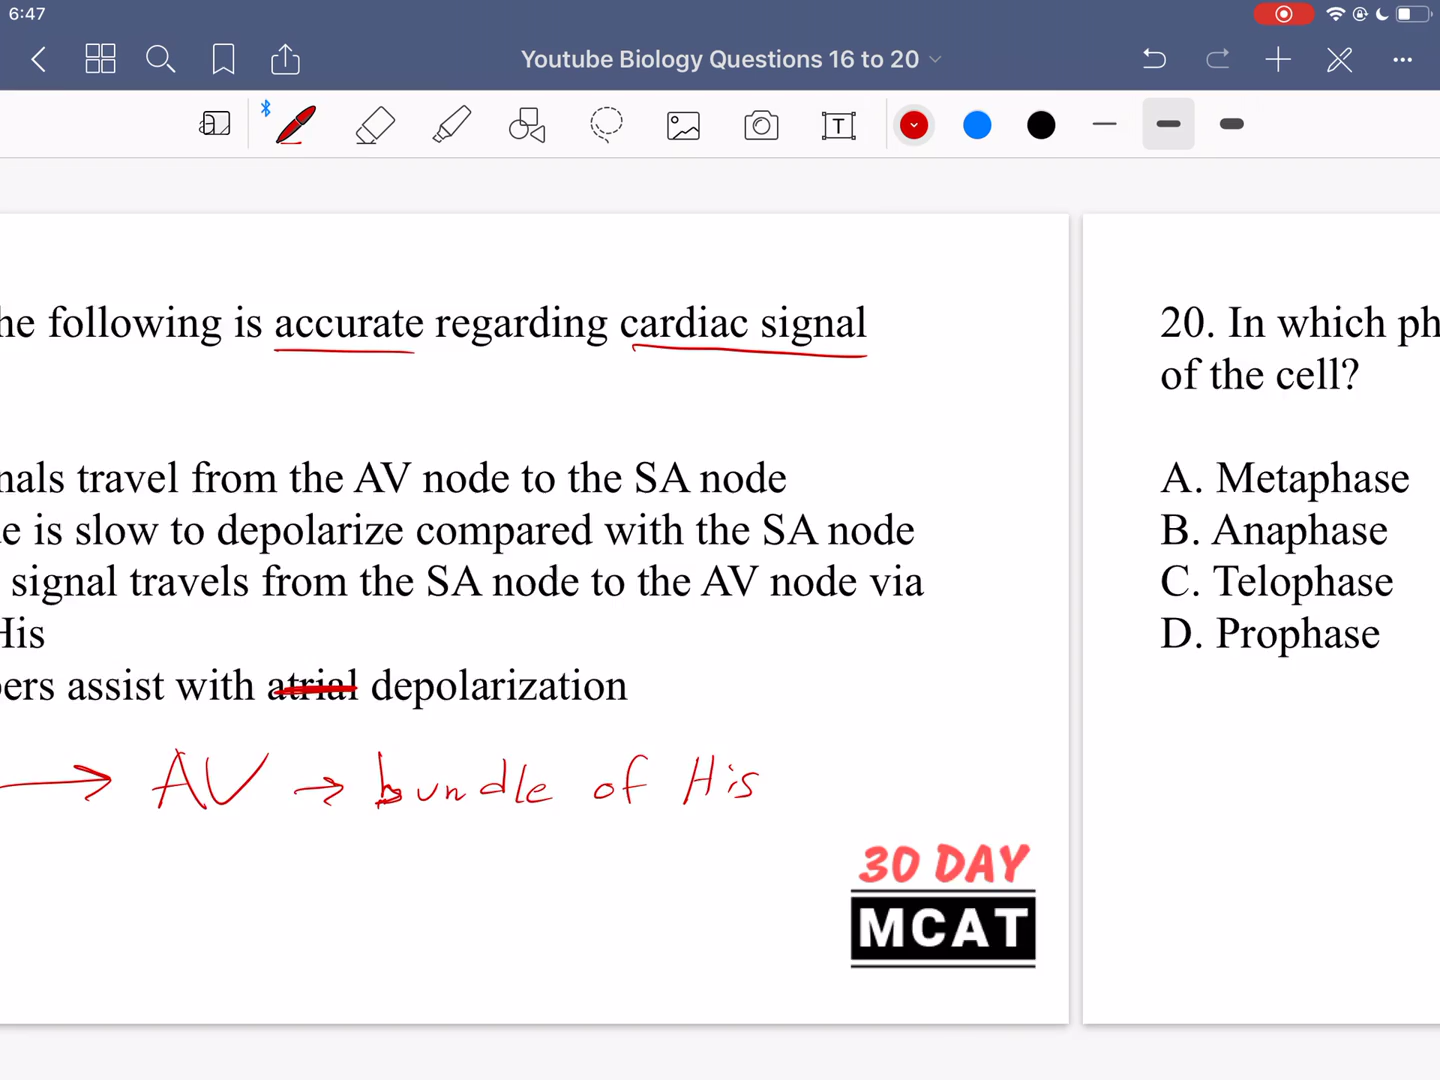 6:47
Youtube Biology Questions 16 to 20
T
he following is accurate regarding cardiac signal
nals travel from the AV node to the SA node
e is slow to depolarize compared with the SA node
signal travels from the SA node to the AV node via
His
pers assist with atrial depolarization
→ AV → bundle of His
30 DAY
MCAT
20. In which ph
of the cell?
A. Metaphase
B. Anaphase
C. Telophase
D. Prophase